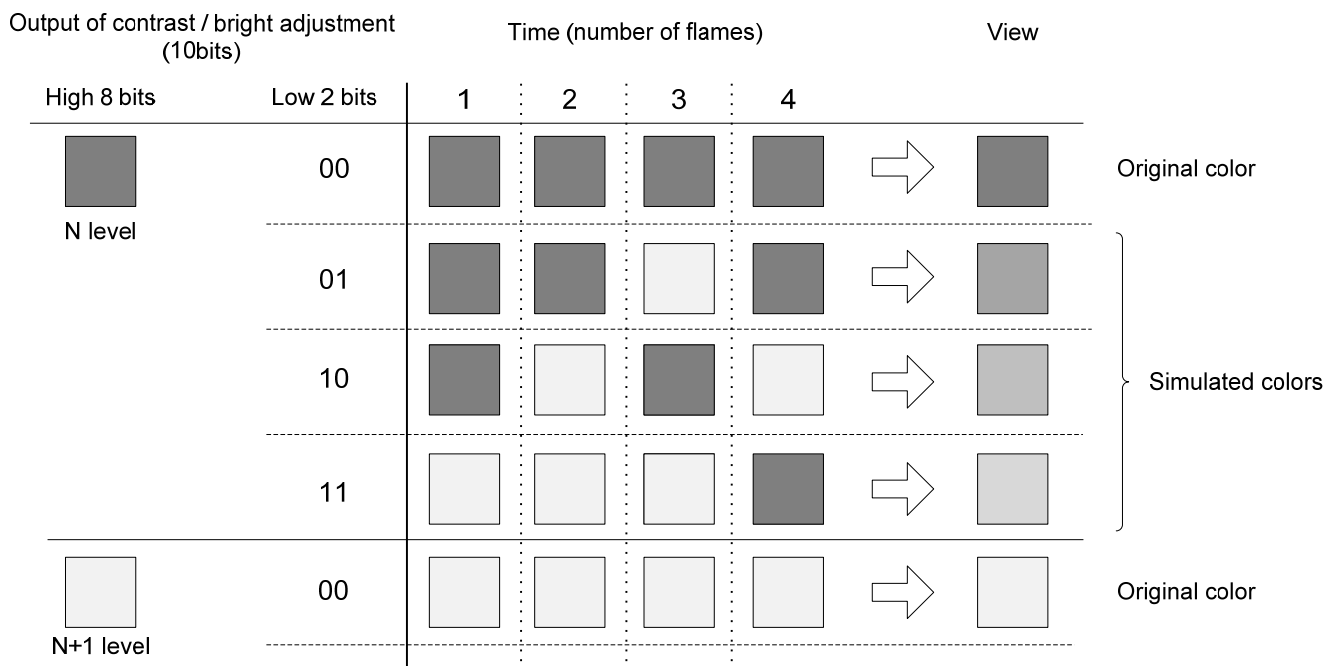 Output of contrast / bright adjustment
(10bits)
Time (number of flames)
View
High 8 bits
Low 2 bits
1
2
3
4
00
Original color
N level
01
10
Simulated colors
11
00
Original color
N+1 level